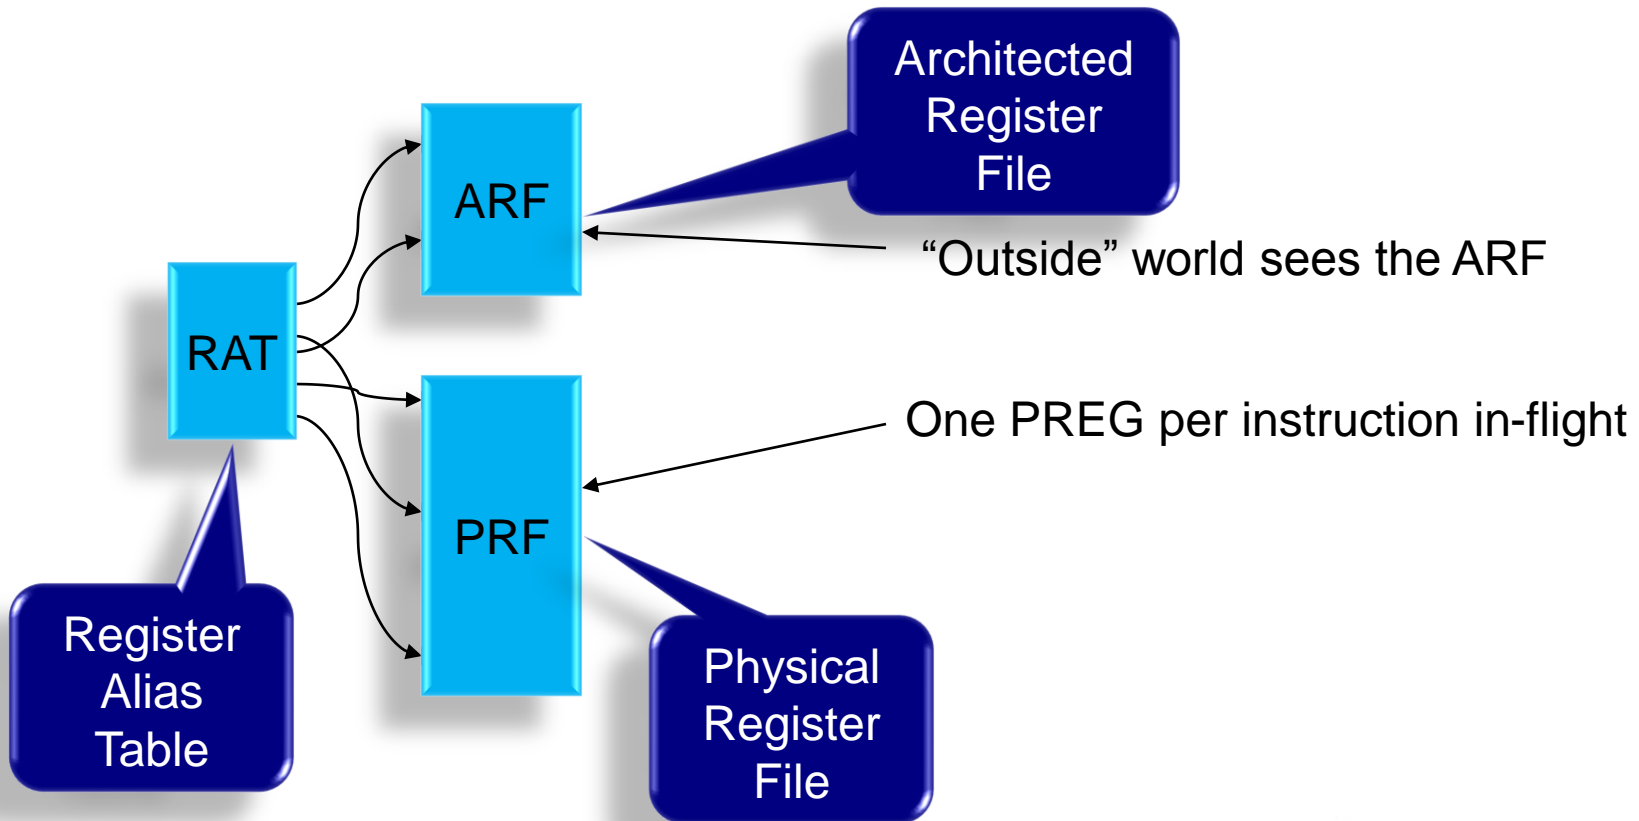 Architected
Register
File
ARF
“Outside” world sees the ARF
RAT
One PREG per instruction in-flight
PRF
Register
Alias
Table
Physical
Register
File